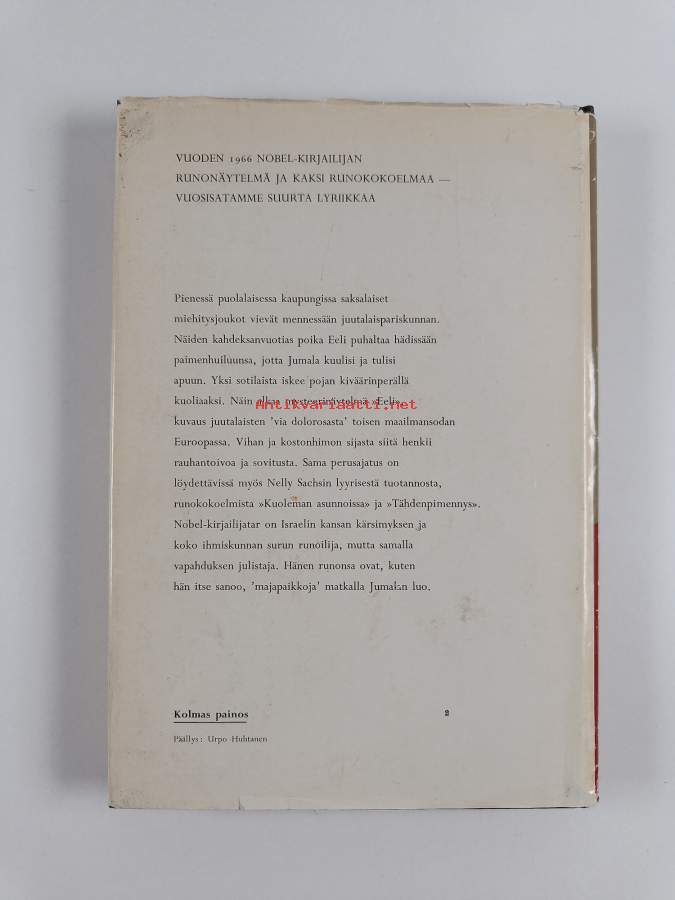 VUODEN 1966 NOBEL-KIRJAILIJAN
RUNONÄYTELMÄ JA KAKSI RUNOKOKOELMAA —
VUOSISATAMME SUURTA LYRIIKKAA
Pienessä puolalaisessa kaupungissa saksalaiset
miehitysjoukot vievät mennessään juutalaispariskunnan.
Näiden kahdeksanvuotias poika Eeli puhaltaa hädissään
paimenhuiluunsa, jotta Jumala kuulisi ja tulisi
apuun. Yksi sotilaista iskee pojan kiväärinperällä
kuoliaaksi. Näin alkaa mysteerinäytelmä »Eeli»,
Antikvariaatti.net
kuvaus juutalaisten 'via dolorosasta' toisen maailmansodan
Euroopassa. Vihan ja kostonhimon sijasta siitä henkii
rauhantoivoa ja sovitusta. Sama perusajatus on
löydettävissä myös Nelly Sachsin lyyrisestä tuotannosta,
runokokoelmista »Kuoleman asunnoissa» ja »Tähdenpimennys».
Nobel-kirjailijatar on Israelin kansan kärsimyksen ja
koko ihmiskunnan surun runoilija, mutta samalla
vapahduksen julistaja. Hänen runonsa ovat, kuten
hän itse sanoo, 'majapaikkoja' matkalla Jumalan luo.
Kolmas painos 2
Päällys: Urpo Huhtanen